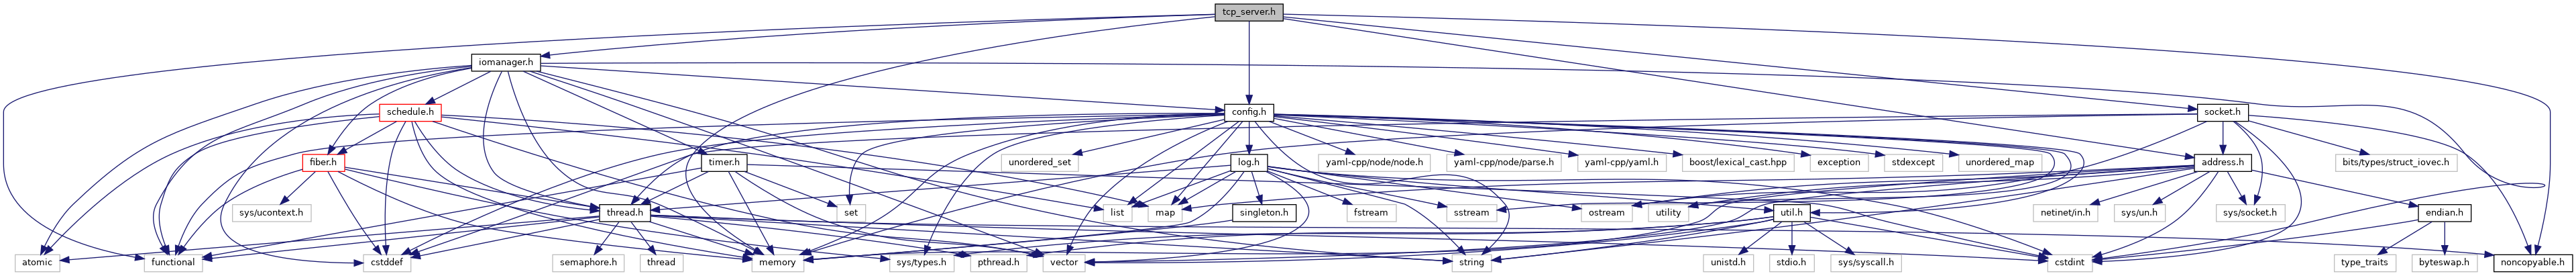 tcp_server.h
iomanager.h
schedule.h
config.h
socket.h
fiber.h
timer.h
unordered_set
log.h
yaml-cpp/node/node.h
yaml-cpp/node/parse.h
yaml-cpp/yaml.h
boost/lexical_cast.hpp
exception
stdexcept
unordered_map
address.h
bits/types/struct_iovec.h
sys/ucontext.h
thread.h
set
list
map
singleton.h
fstream
sstream
ostream
utility
util.h
netinet/in.h
sys/un.h
sys/socket.h
endian.h
atomic
functional
cstddef
semaphore.h
thread
memory
sys/types.h
pthread.h
vector
string
unistd.h
stdio.h
sys/syscall.h
cstdint
type_traits
byteswap.h
noncopyable.h